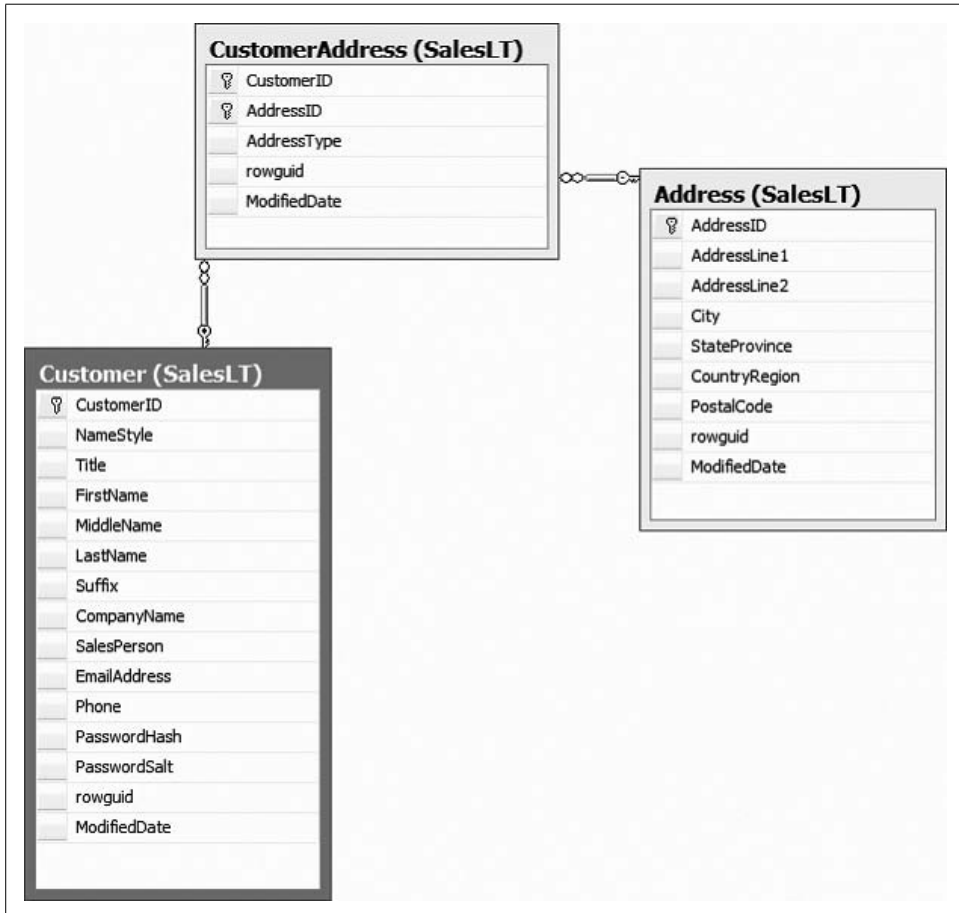 CustomerAddress (SalesLT)
CustomerID
AddressID
AddressType
rowguid
ModifiedDate
Address (SalesLT)
AddressID
AddressLine1
AddressLine2
City
StateProvince
CountryRegion
PostalCode
rowguid
ModifiedDate
Customer (SalesLT)
CustomerID
NameStyle
Title
FirstName
MiddleName
LastName
Suffix
CompanyName
SalesPerson
EmailAddress
Phone
PasswordHash
PasswordSalt
rowguid
ModifiedDate